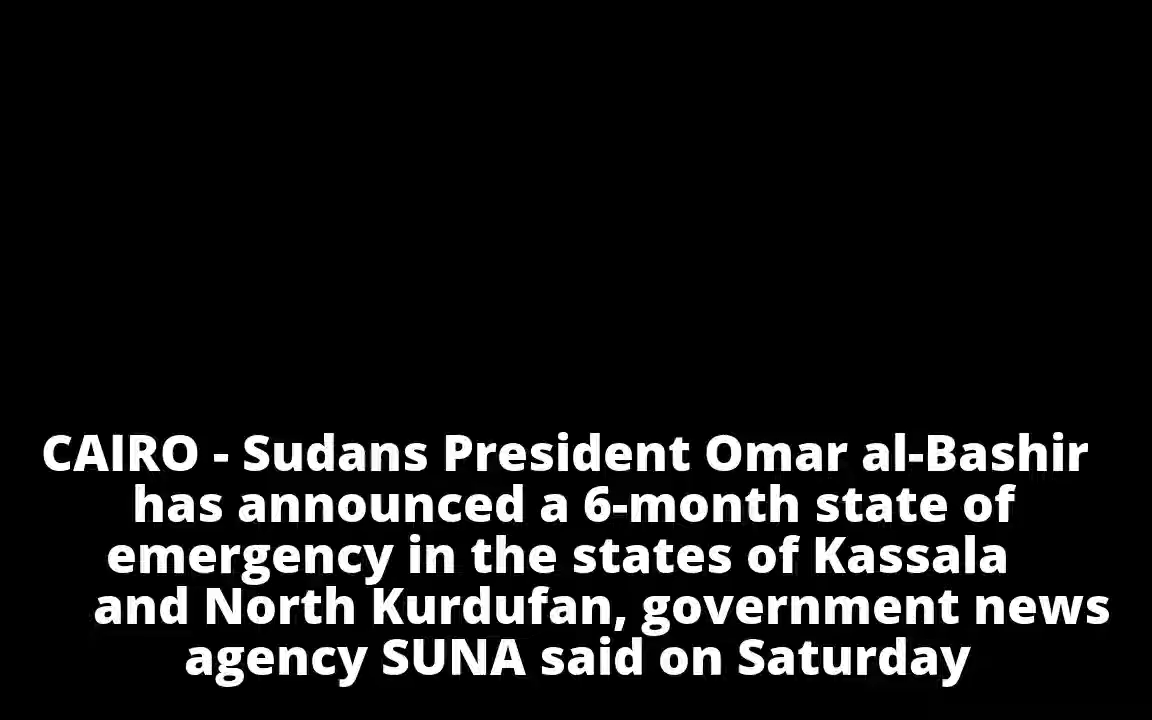 CAIRO - Sudans President Omar al-Bashir
has announced a 6-month state of
emergency in the states of Kassala
and North Kurdufan, government news
agency SUNA said on Saturday